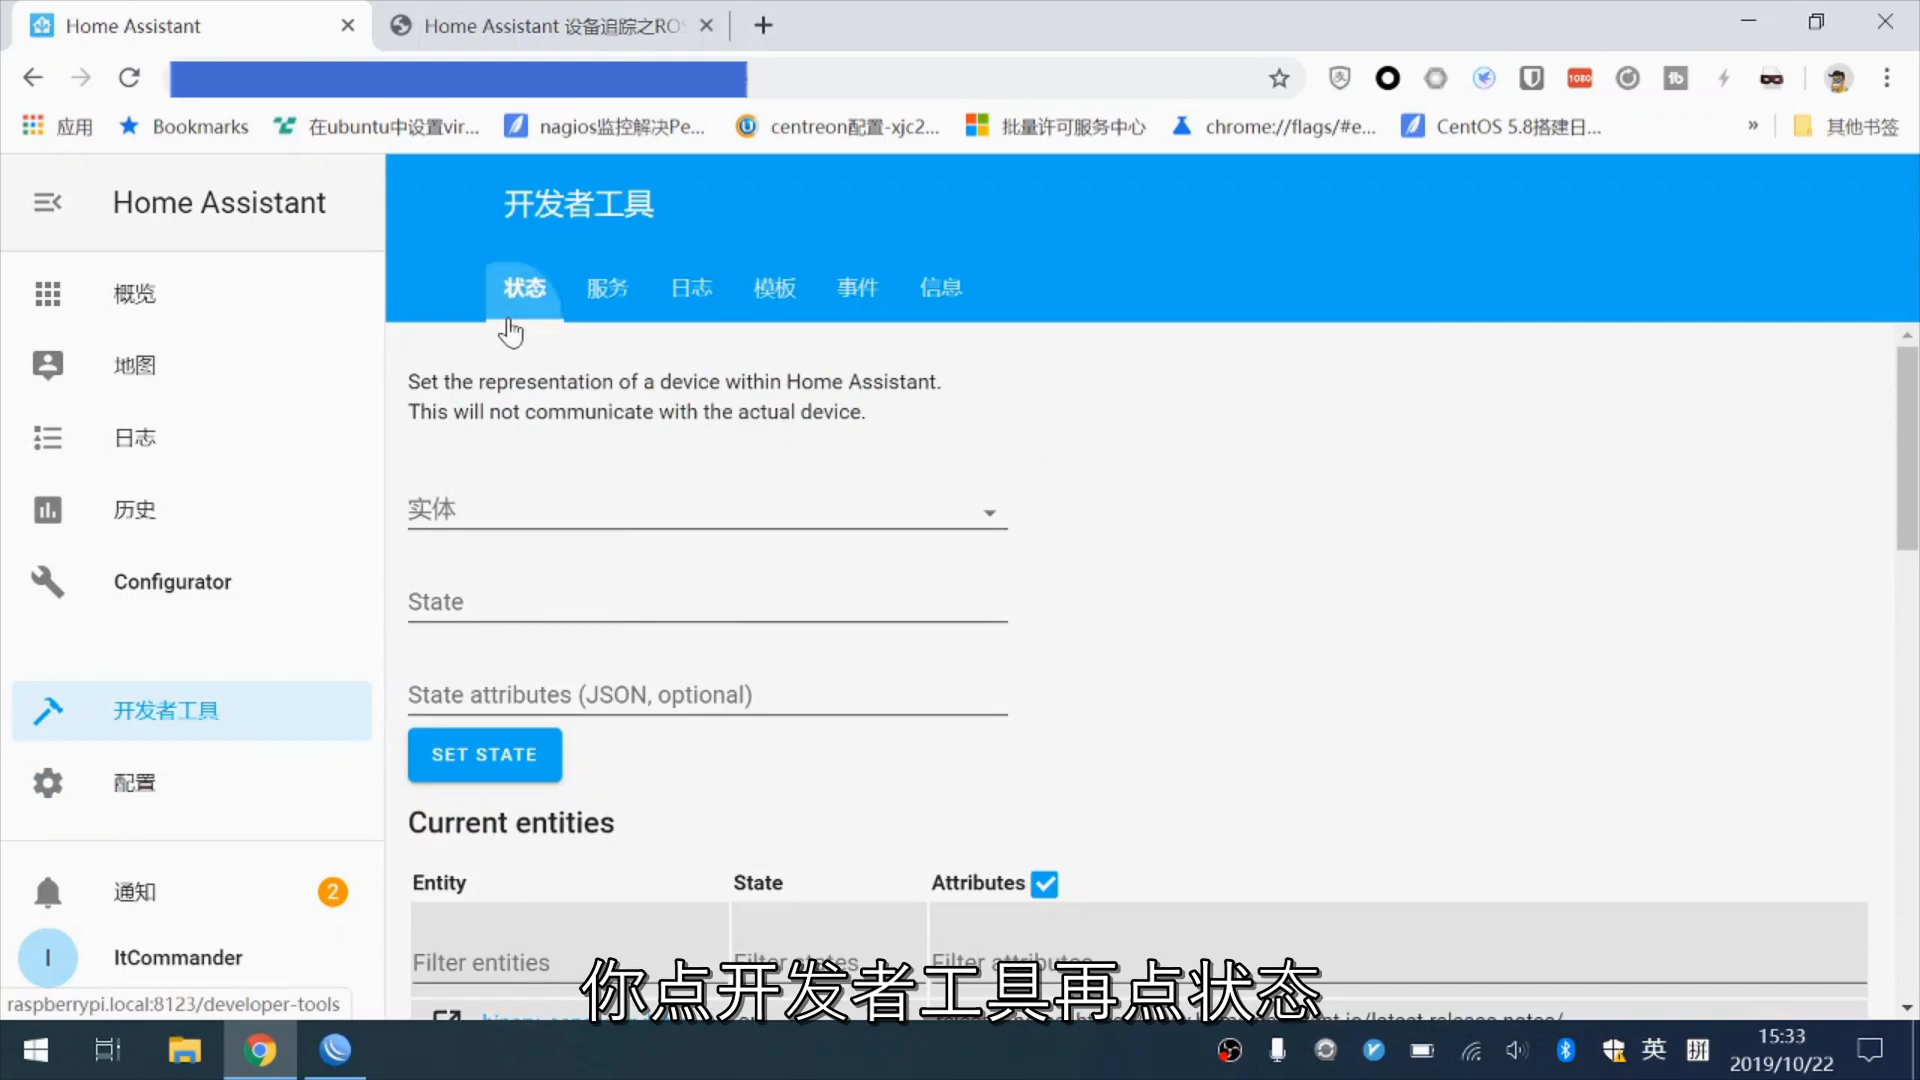 Home Assistant
Home Assistant 设备追踪之RO
应用
Bookmarks
在ubuntu中设置vir...
nagios监控解决Pe...
centreon配置-xjc2...
批量许可服务中心
chrome://flags/#e...
CentOS 5.8搭建日...
»
其他书签
Home Assistant
开发者工具
状态
服务
日志
模板
事件
信息
概览
地图
日志
历史
Configurator
开发者工具
配置
通知
2
I
ItCommander
raspberrypi.local:8123/developer-tools
Set the representation of a device within Home Assistant.
This will not communicate with the actual device.
实体
State
State attributes (JSON, optional)
SET STATE
Current entities
Entity
State
Attributes
Filter entities
Filter states
Filter attributes
你点开发者工具再点状态
英
拼
15:33
2019/10/22
1080